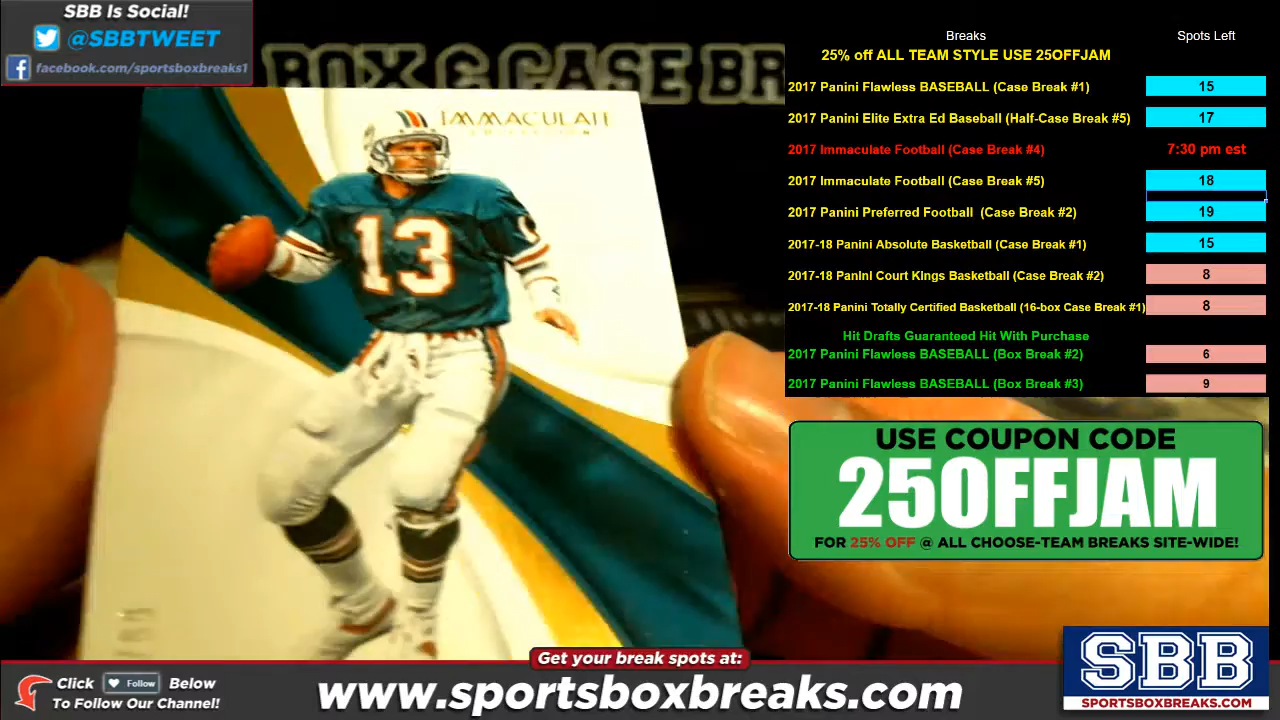 SBB Is Social!
@SBBTWEET
facebook.com/sportsboxbreaks1
BOX & CASE BR
IMMACULATE
COLLECTION
13
Breaks Spots Left
25% off ALL TEAM STYLE USE 25OFFJAM
2017 Panini Flawless BASEBALL (Case Break #1) 15
2017 Panini Elite Extra Ed Baseball (Half-Case Break #5) 17
2017 Immaculate Football (Case Break #4) 7:30 pm est
2017 Immaculate Football (Case Break #5) 18
2017 Panini Preferred Football (Case Break #2) 19
2017-18 Panini Absolute Basketball (Case Break #1) 15
2017-18 Panini Court Kings Basketball (Case Break #2) 8
2017-18 Panini Totally Certified Basketball (16-box Case Break #1) 8
Hit Drafts Guaranteed Hit With Purchase
2017 Panini Flawless BASEBALL (Box Break #2) 6
2017 Panini Flawless BASEBALL (Box Break #3) 9
USE COUPON CODE
25OFFJAM
FOR 25% OFF @ ALL CHOOSE-TEAM BREAKS SITE-WIDE!
Get your break spots at:
Click Follow Below
To Follow Our Channel!
www.sportsboxbreaks.com
SBB
SPORTSBOXBREAKS.COM